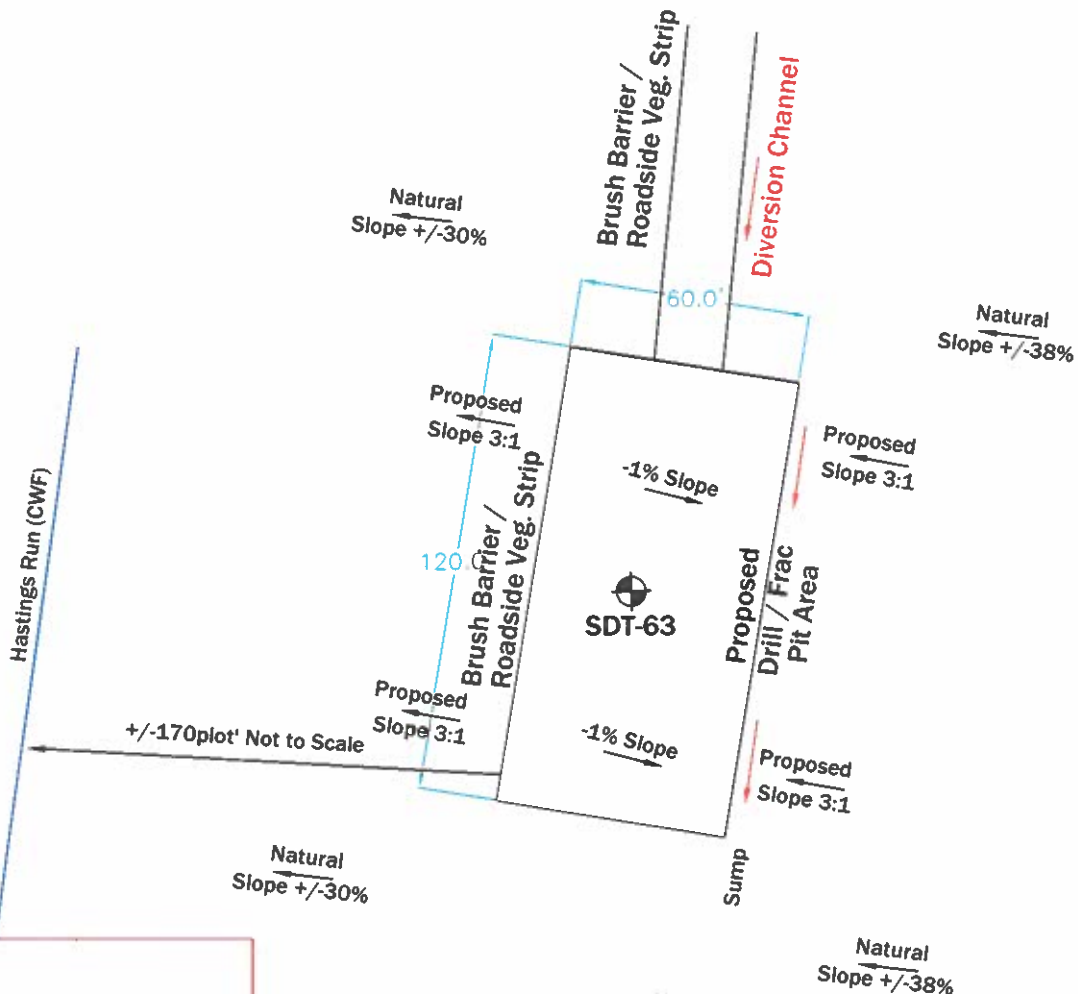 Brush Barrier /
Roadside Veg. Strip
Diversion Channel
Natural
Slope +/-30%
60.0'
Natural
Slope +/-38%
Proposed
Slope 3:1
Proposed
Slope 3:1
-1% Slope
Hastings Run (CWF)
120.0
Brush Barrier /
Roadside Veg. Strip
SDT-63
Proposed
Drill / Frac
Pit Area
Proposed
Slope 3:1
+/-170plot' Not to Scale
-1% Slope
Proposed
Slope 3:1
Natural
Slope +/-30%
Sump
Natural
Slope +/-38%